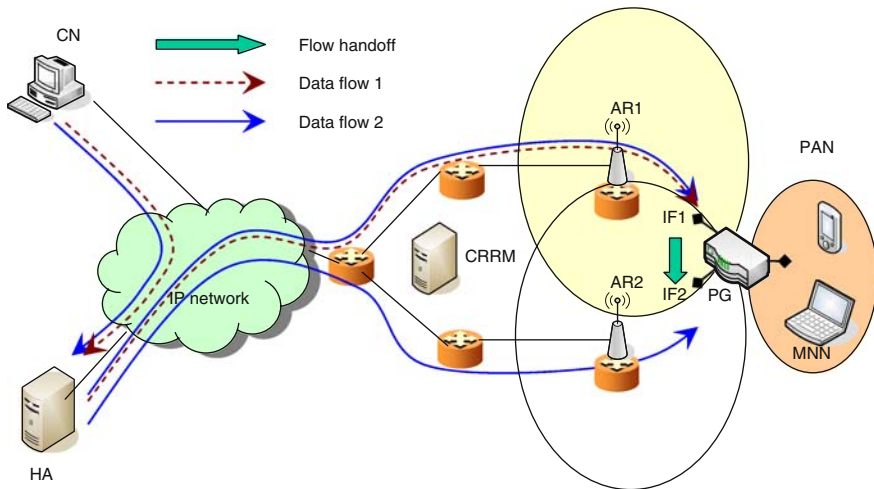 CN
Flow handoff
Data flow 1
Data flow 2
AR1
PAN
IF1
CRRM
IP network
AR2
IF2
PG
MNN
HA